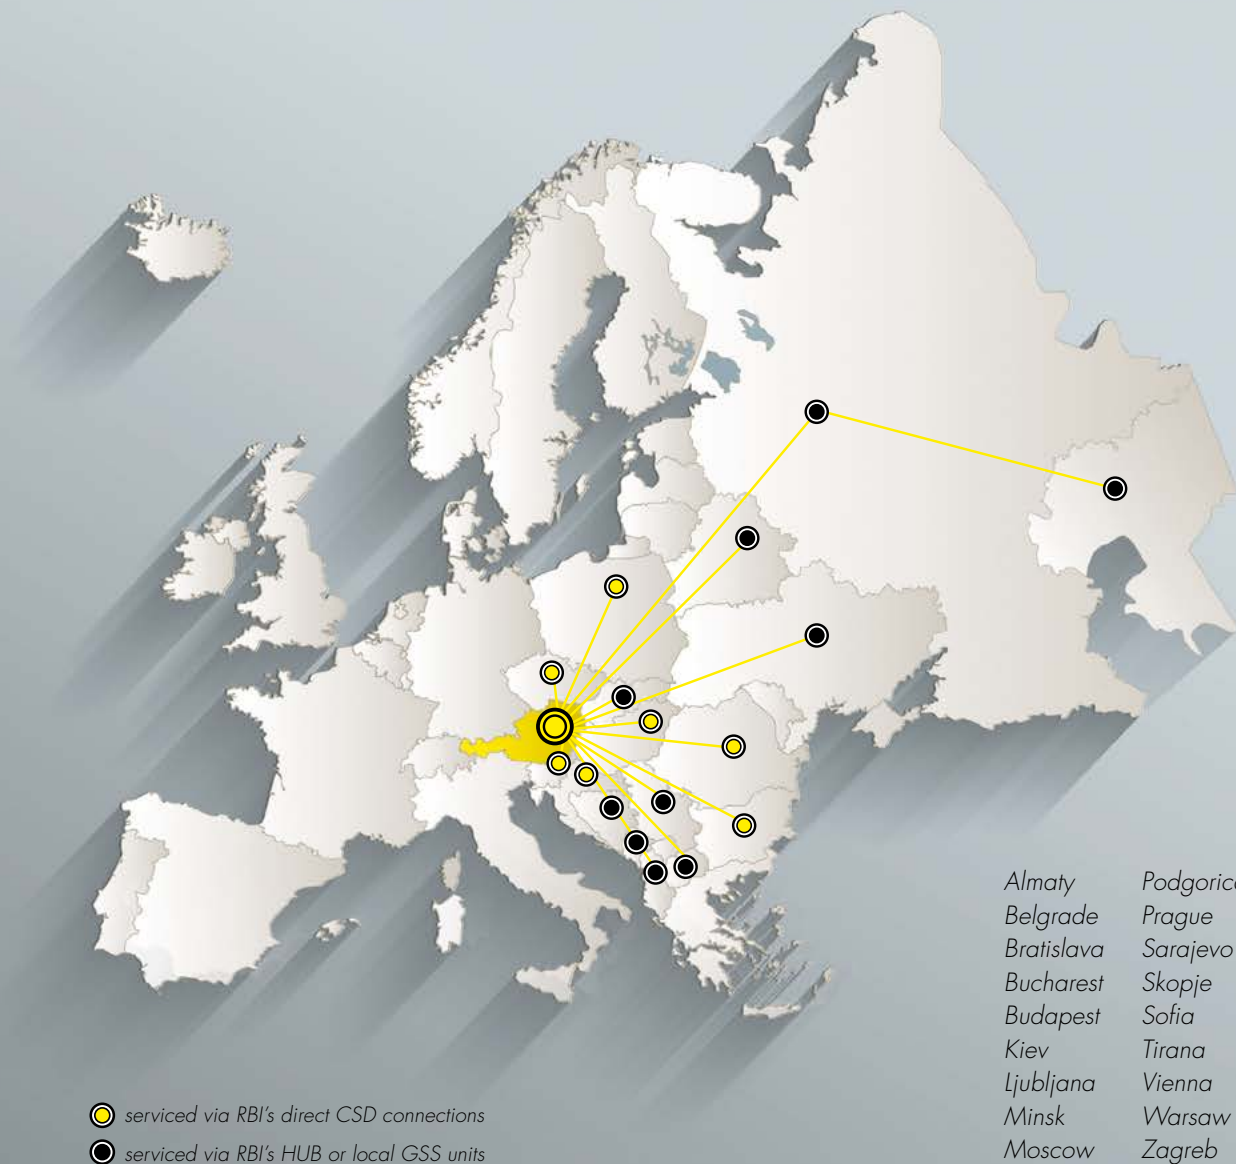 Almaty
Belgrade
Bratislava
Bucharest
Budapest
Kiev
Ljubljana
Minsk
Moscow
Podgorica
Prague
Sarajevo
Skopje
Sofia
Tirana
Vienna
Warsaw
Zagreb
serviced via RBI's direct CSD connections
serviced via RBI's HUB or local GSS units